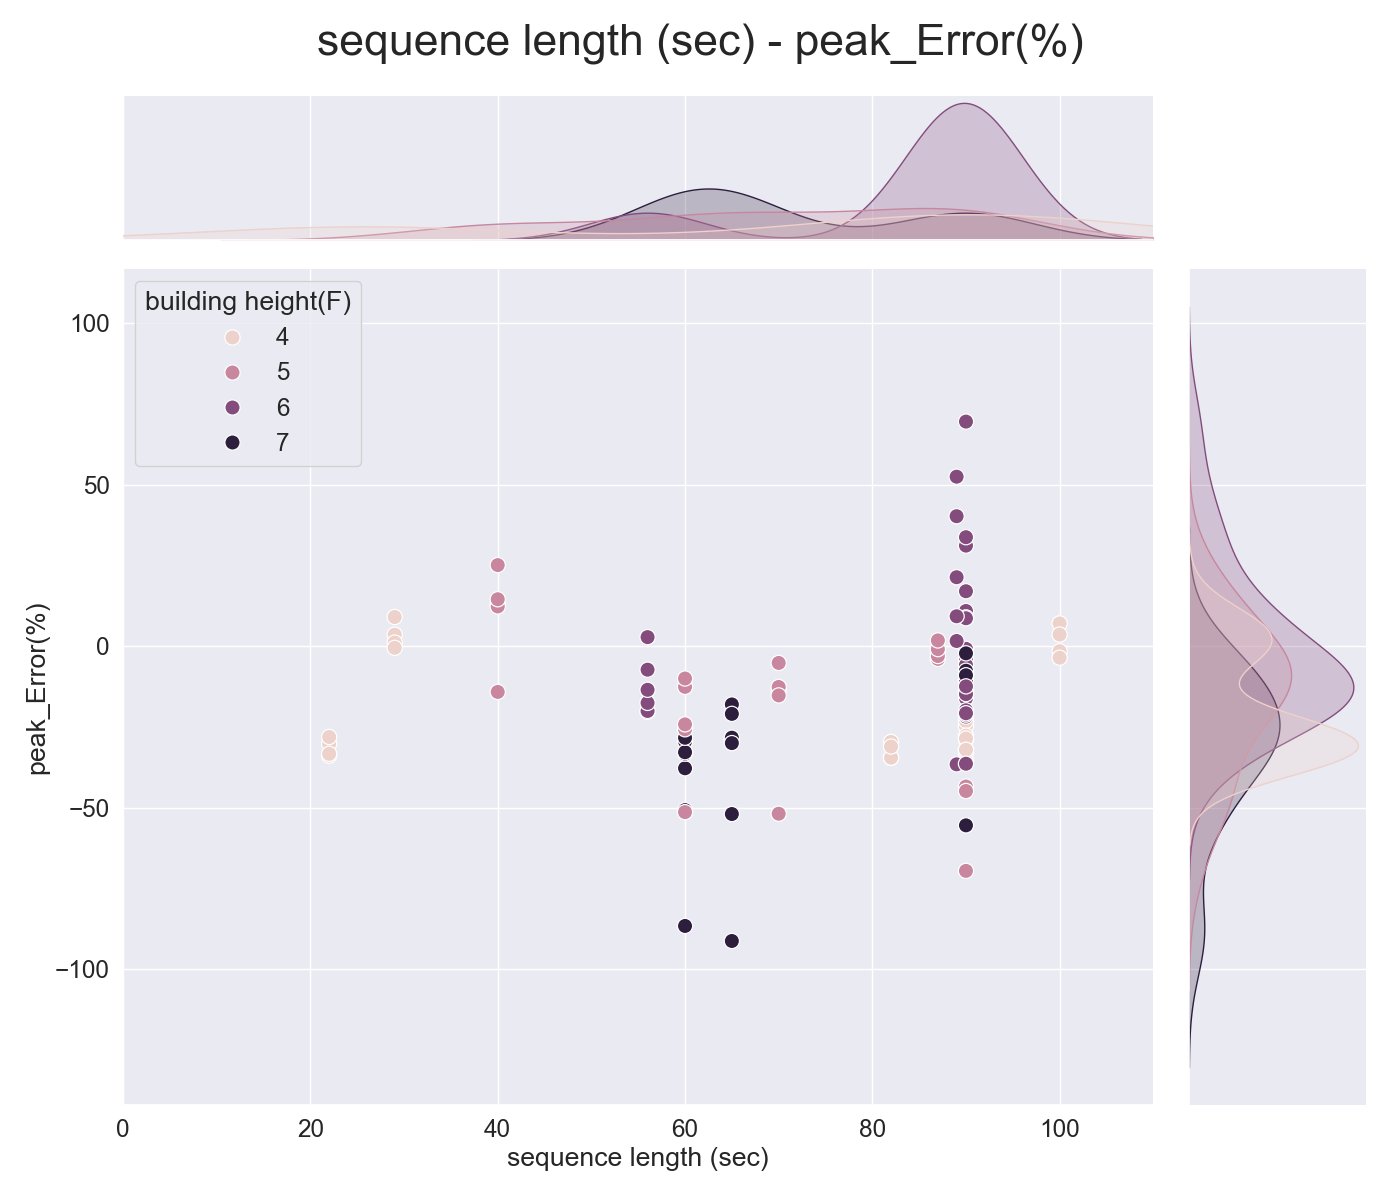 sequence length (sec) - peak_Error(%)
building height(F)
4
5
6
7
100
50
0
−50
−100
peak_Error(%)
0 20 40 60 80 100
sequence length (sec)